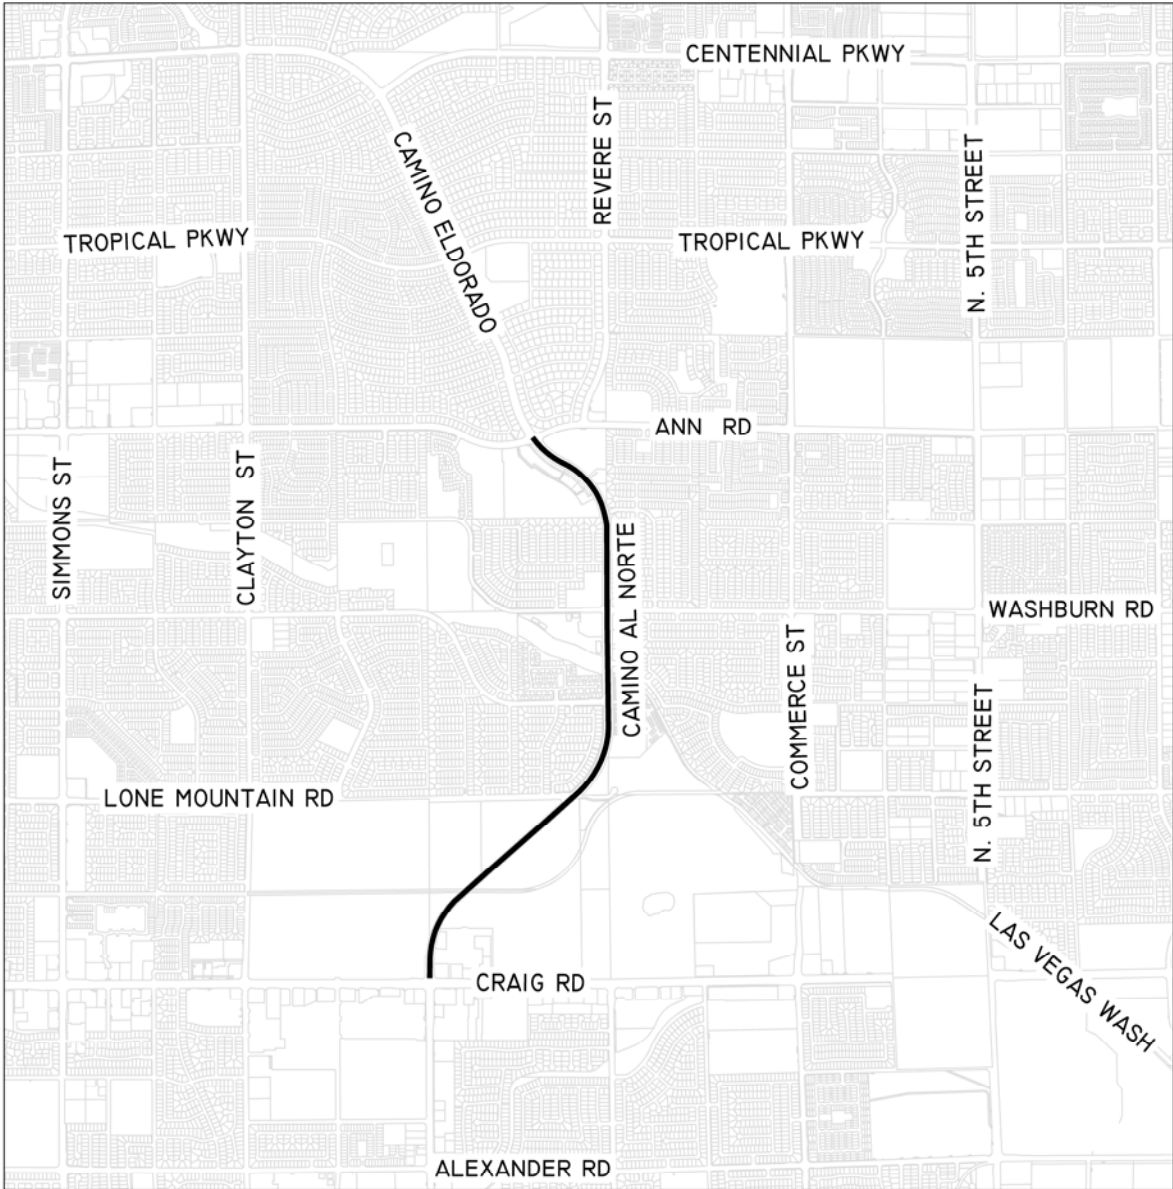 CENTENNIAL PKWY
REVERE ST
CAMINO ELDORADO
N. 5TH STREET
TROPICAL PKWY
TROPICAL PKWY
ANN RD
SIMMONS ST
CLAYTON ST
CAMINO AL NORTE
WASHBURN RD
COMMERCE ST
N. 5TH STREET
LONE MOUNTAIN RD
LAS VEGAS WASH
CRAIG RD
ALEXANDER RD